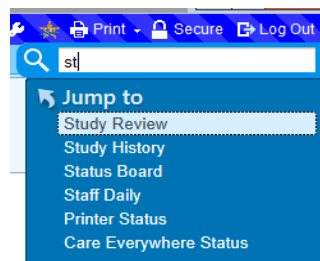 Print Secure Log Out
st
Jump to
Study Review
Study History
Status Board
Staff Daily
Printer Status
Care Everywhere Status